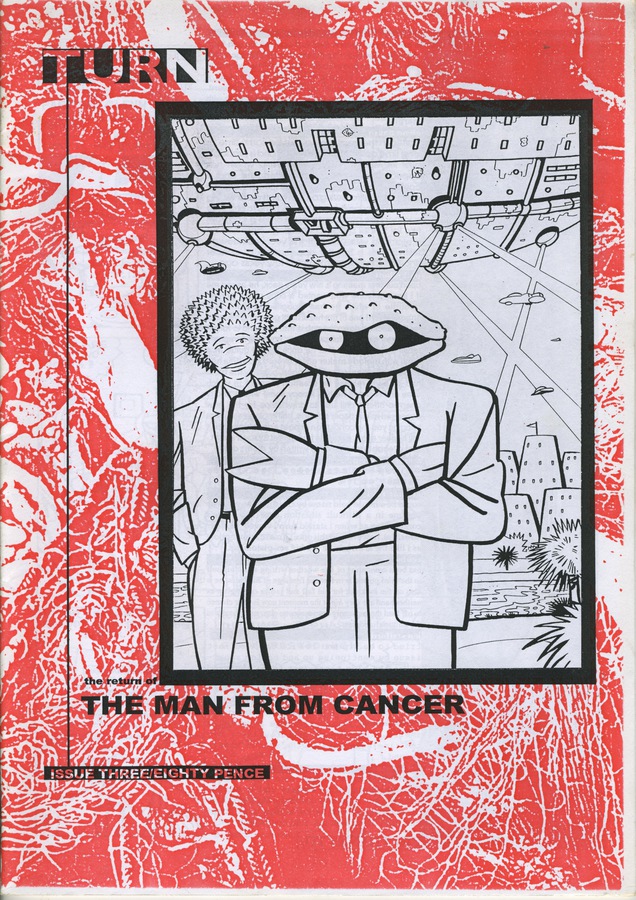 TURN
the return of
THE MAN FROM CANCER
ISSUE THREE/EIGHTY PENCE